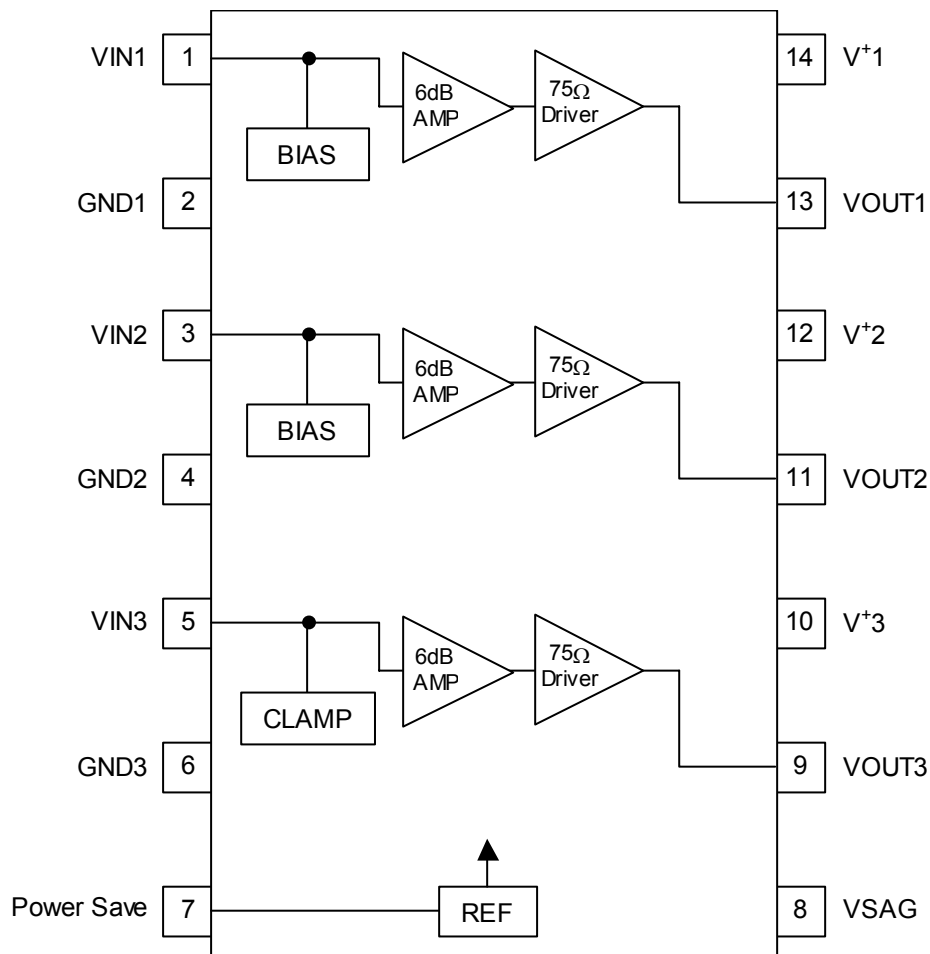 VIN1 1 14 V+1
6dB
AMP
75Ω
Driver
BIAS
GND1 2 13 VOUT1
VIN2 3 12 V+2
6dB
AMP
75Ω
Driver
BIAS
GND2 4 11 VOUT2
VIN3 5 10 V+3
6dB
AMP
75Ω
Driver
CLAMP
GND3 6 9 VOUT3
Power Save 7 REF 8 VSAG